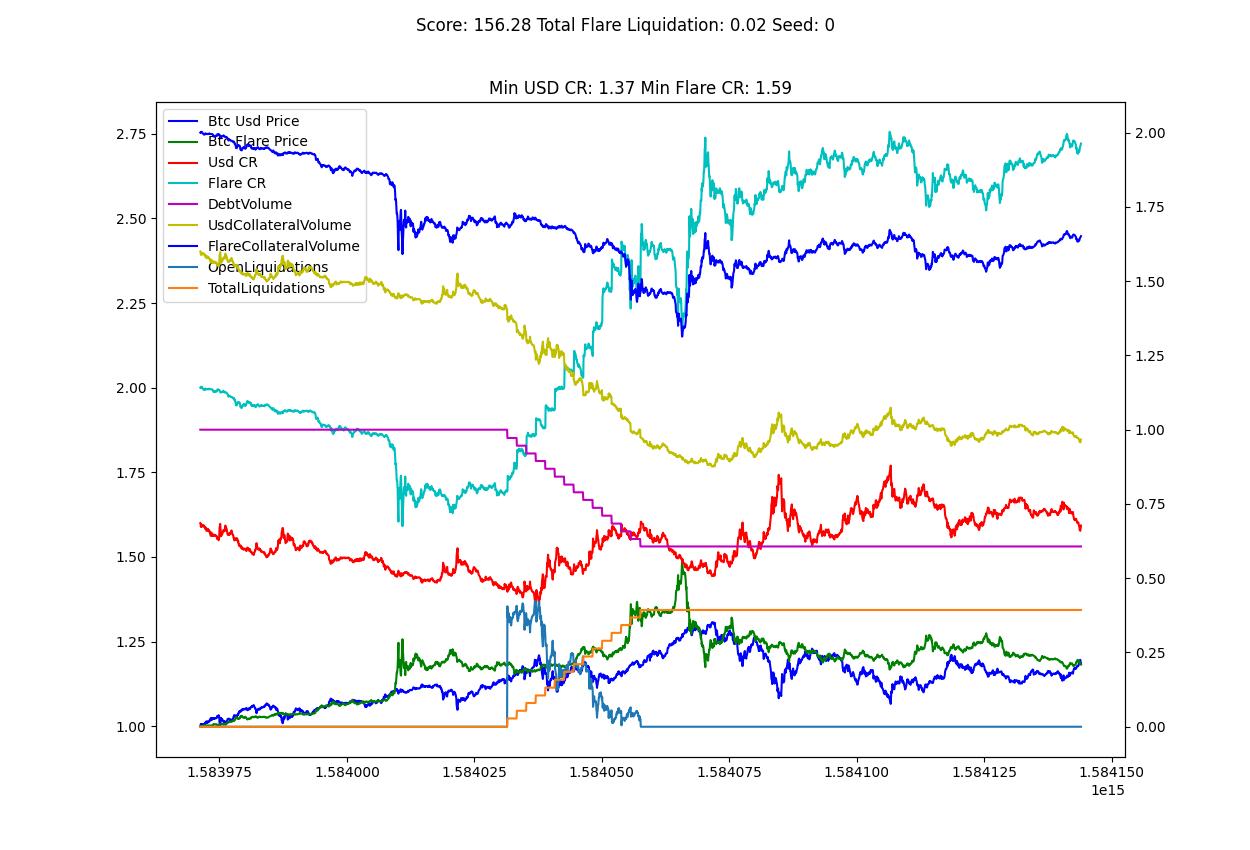 Score: 156.28 Total Flare Liquidation: 0.02 Seed: 0
Min USD CR: 1.37 Min Flare CR: 1.59
Btc Usd Price
Btc Flare Price
Usd CR
Flare CR
DebtVolume
UsdCollateralVolume
FlareCollateralVolume
OpenLiquidations
TotalLiquidations
2.75
2.50
2.25
2.00
1.75
1.50
1.25
1.00
2.00
1.75
1.50
1.25
1.00
0.75
0.50
0.25
0.00
1.583975 1.584000 1.584025 1.584050 1.584075 1.584100 1.584125 1.584150
1e15